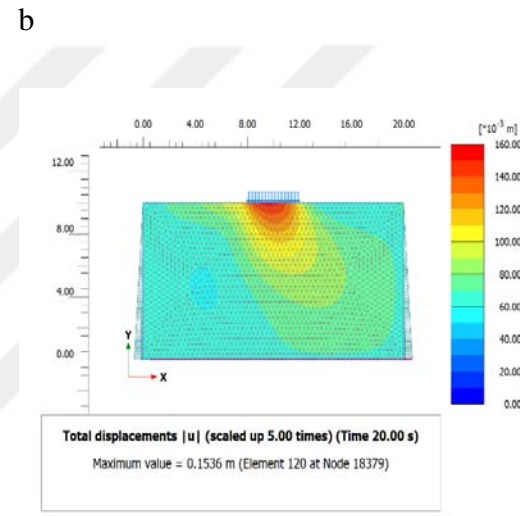 b
0.00 4.00 8.00 12.00 16.00 20.00
[*10⁻³ m]
160.00
12.00
140.00
120.00
8.00
100.00
80.00
4.00
60.00
40.00
Y
0.00
20.00
X
0.00
Total displacements |u| (scaled up 5.00 times) (Time 20.00 s)
Maximum value = 0.1536 m (Element 120 at Node 18379)